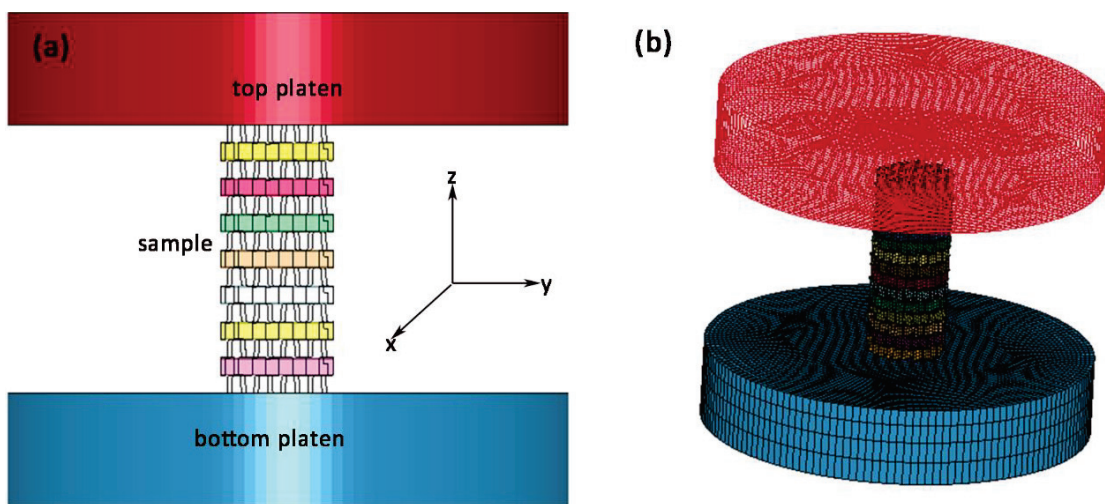 (a)
top platen
sample
z
y
x
bottom platen
(b)